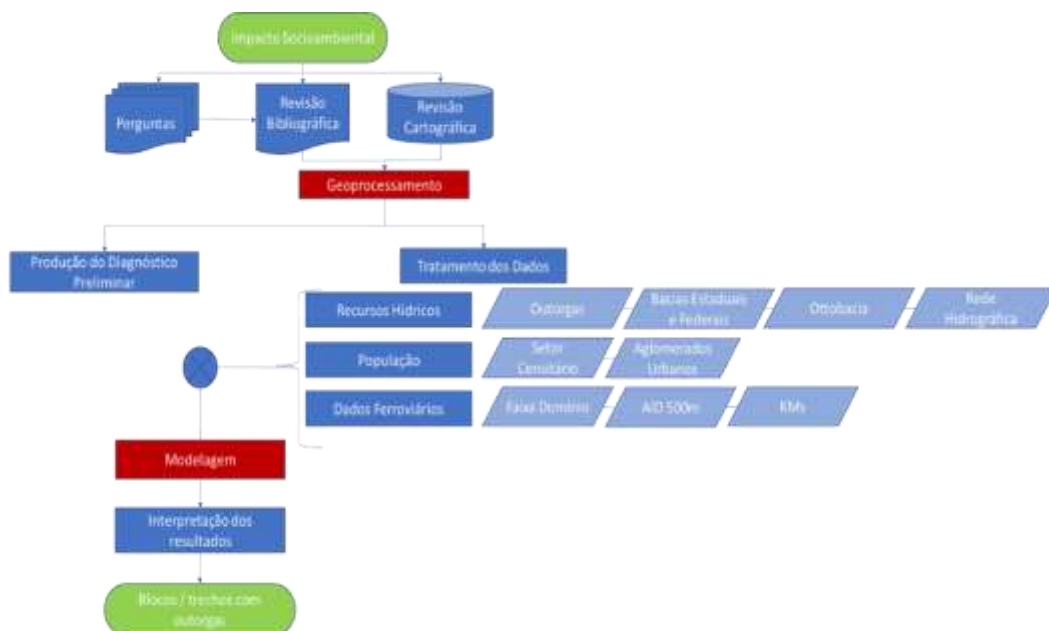 Impacto Socioambiental
Perguntas
Revisão
Bibliográfica
Revisão
Cartográfica
Geoprocessamento
Produção do Diagnóstico
Preliminar
Tratamento dos Dados
Recursos Hídricos
Outorgas
Bacias Estaduais
e Federais
Ottobacia
Rede
Hidrográfica
População
Setor
Censitário
Aglomerados
Urbanos
Dados Ferroviários
Faixa Domínio
AID 500m
KMs
Modelagem
Interpretação dos
resultados
Blocos / trechos com
outorgas